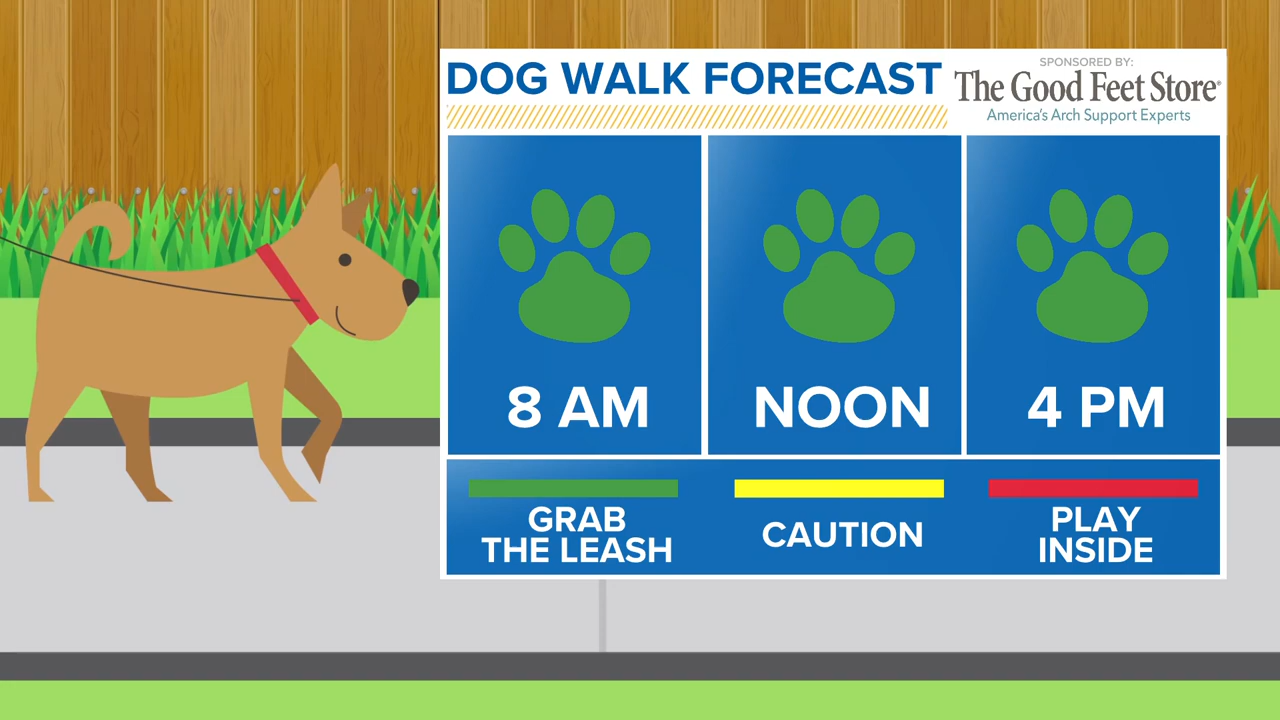 DOG WALK FORECAST
SPONSORED BY:
The Good Feet Store®
America's Arch Support Experts
8 AM
NOON
4 PM
GRAB
THE LEASH
CAUTION
PLAY
INSIDE